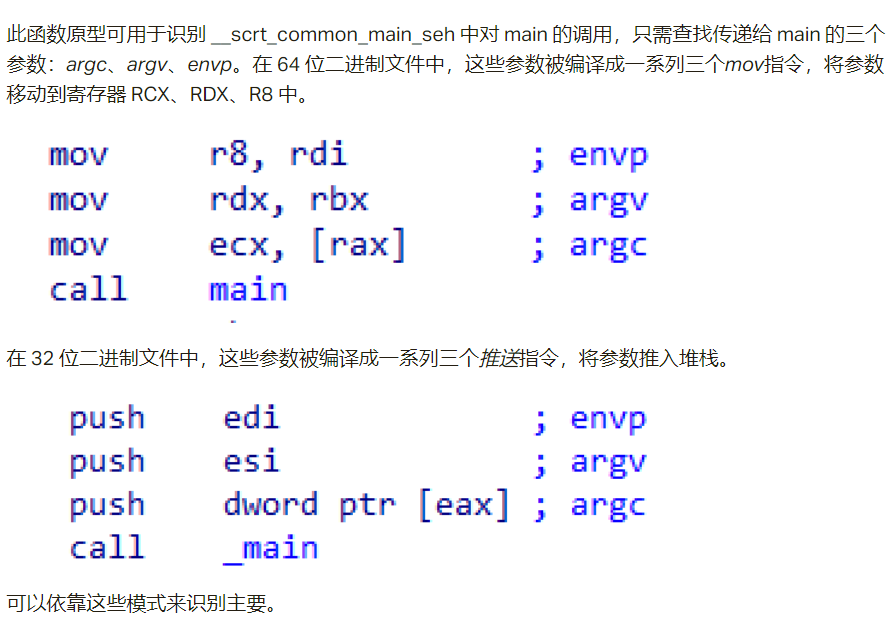 此函数原型可用于识别 __scrt_common_main_seh 中对 main 的调用，只需查找传递给 main 的三个
参数：argc、argv、envp。在 64 位二进制文件中，这些参数被编译成一系列三个mov指令，将参数
移动到寄存器 RCX、RDX、R8 中。
mov r8, rdi ; envp
mov rdx, rbx ; argv
mov ecx, [rax] ; argc
call main
在 32 位二进制文件中，这些参数被编译成一系列三个推送指令，将参数推入堆栈。
push edi ; envp
push esi ; argv
push dword ptr [eax] ; argc
call _main
可以依靠这些模式来识别主要。